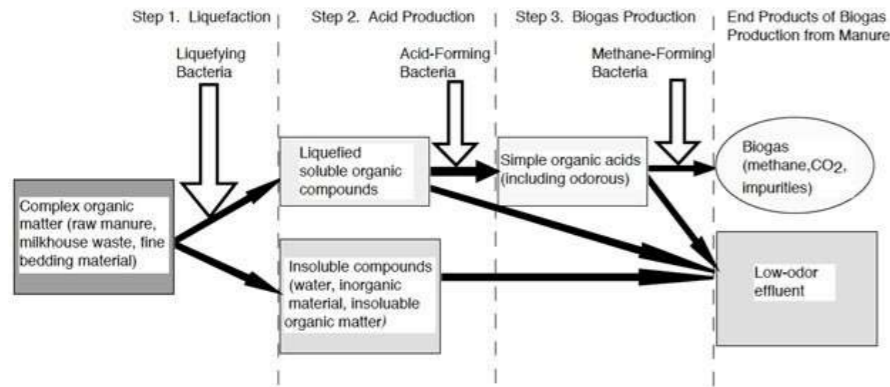 Step 1. Liquefaction
Step 2. Acid Production
Step 3. Biogas Production
End Products of Biogas
Production from Manure
Liquefying
Bacteria
Acid-Forming
Bacteria
Methane-Forming
Bacteria
Complex organic
matter (raw manure,
milkhouse waste, fine
bedding material)
Liquefied
soluble organic
compounds
Simple organic acids
(including odorous)
Biogas
(methane,CO2,
impurities)
Insoluble compounds
(water, inorganic
material, insoluable
organic matter)
Low-odor
effluent